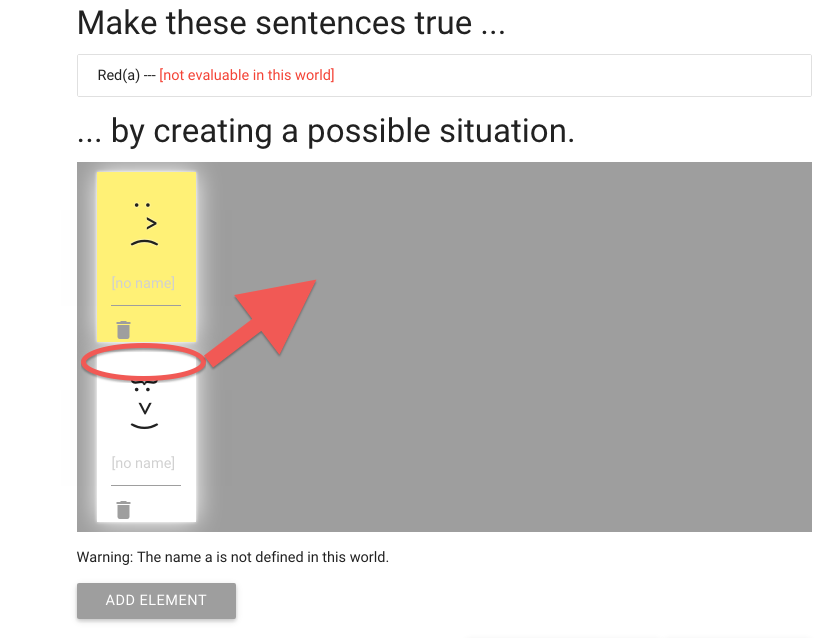 Make these sentences true ...
Red(a) --- [not evaluable in this world]
... by creating a possible situation.
[no name]
[no name]
Warning: The name a is not defined in this world.
ADD ELEMENT